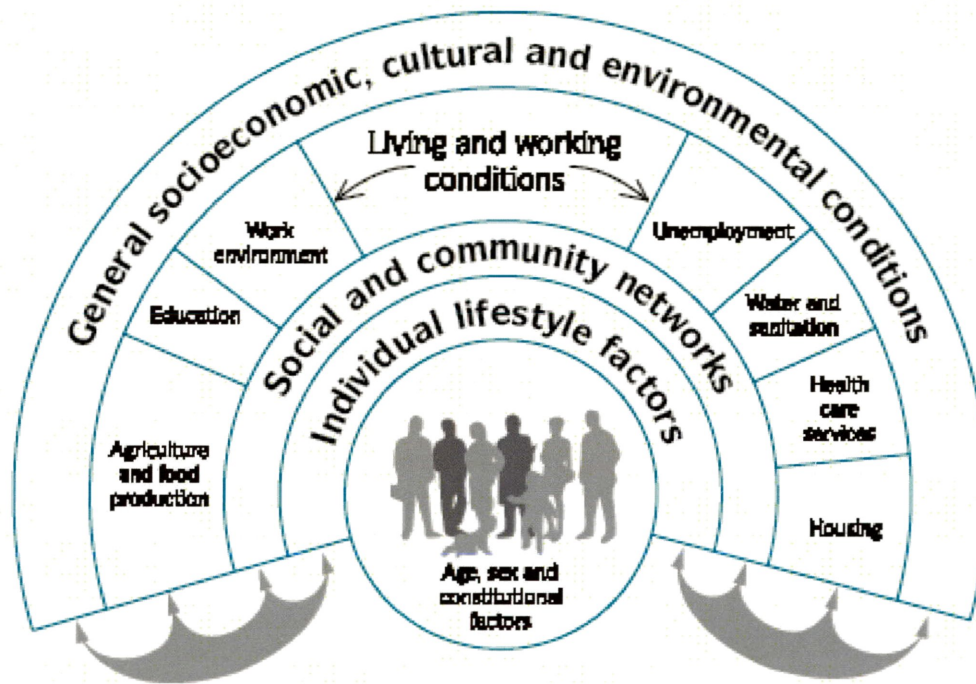 General socioeconomic, cultural and environmental conditions
Living and working
conditions
Work
environment
Unemployment
Education
Water and
sanitation
Agriculture
and food
production
Health
care
services
Housing
Social and community networks
Individual lifestyle factors
Age, sex and
constitutional
factors